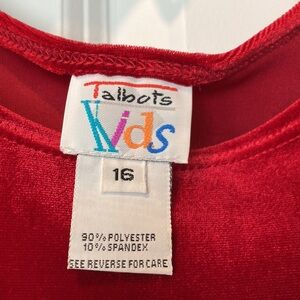 Talbots
Kids
16
90% POLYESTER
10% SPANDEX
SEE REVERSE FOR CARE